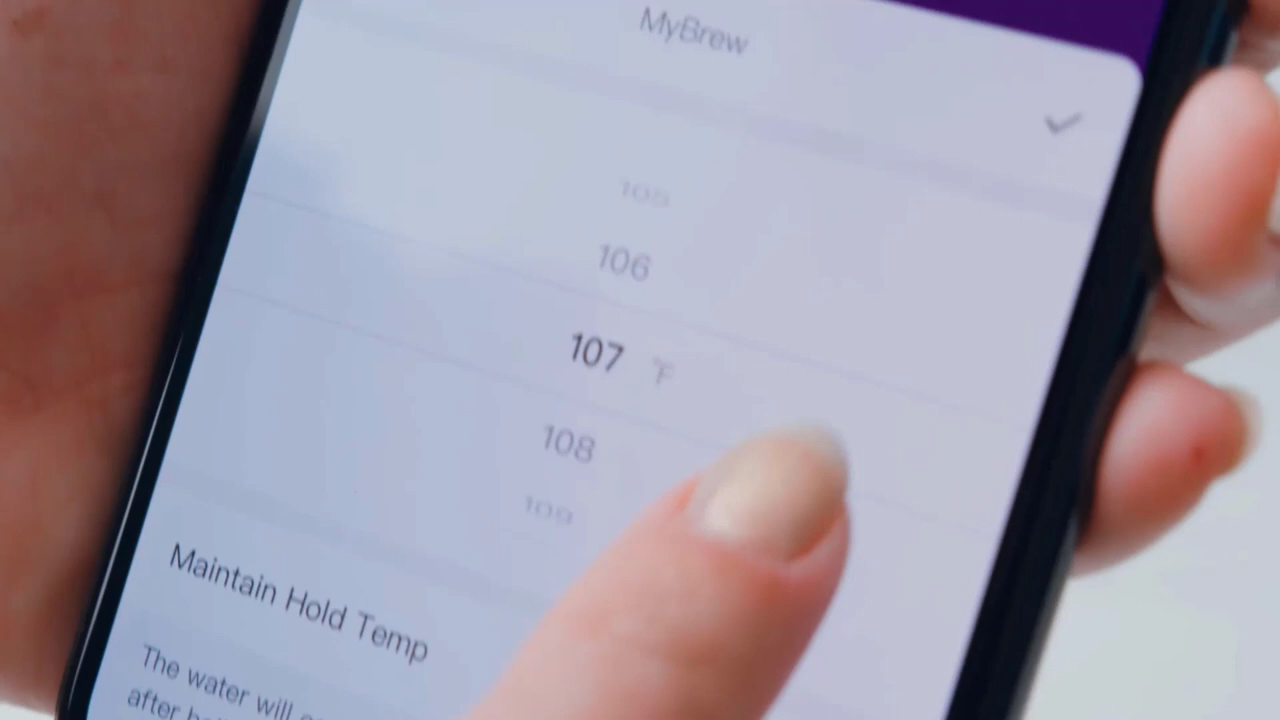 MyBrew
105
106
107 °F
108
109
Maintain Hold Temp
The water will
after